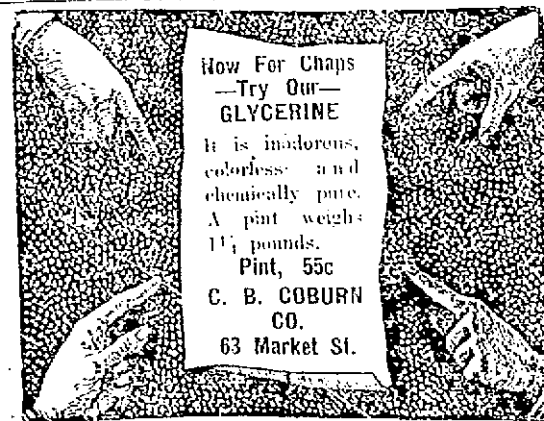 Now For Chaps
—Try Our—
GLYCERINE
It is inodorous,
colorless and
chemically pure.
A pint weighs
1¼ pounds.
Pint, 55c
C. B. COBURN
CO.
63 Market St.